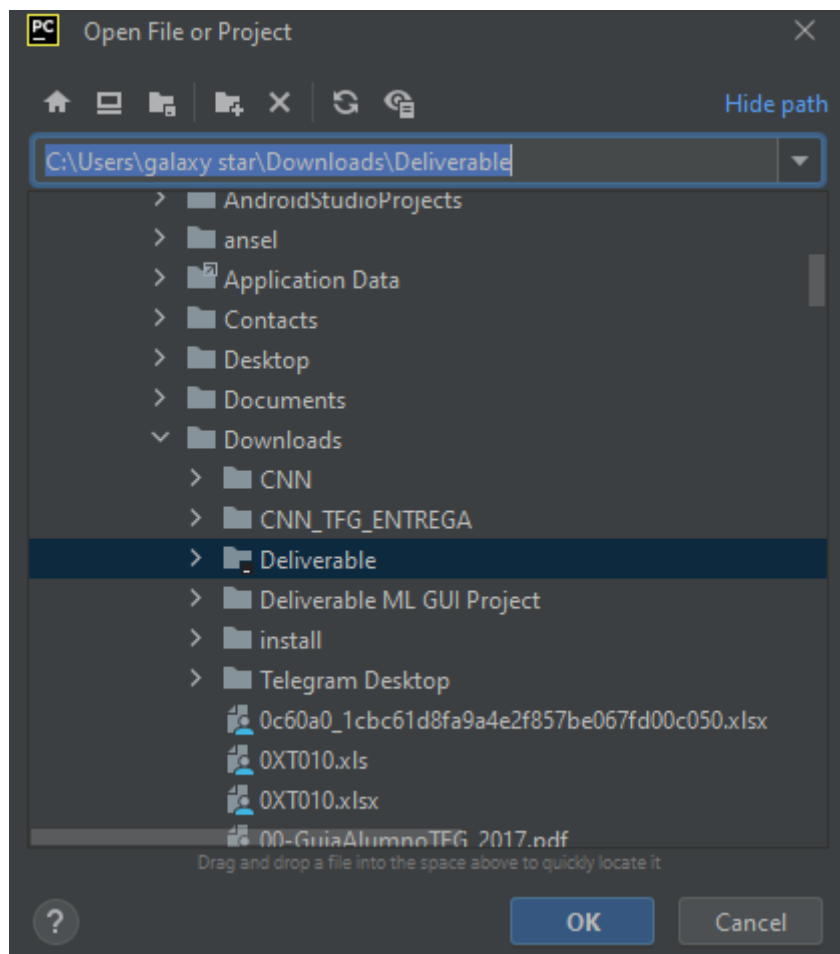 PC Open File or Project
Hide path
C:\Users\galaxy star\Downloads\Deliverable
AndroidStudioProjects
ansel
Application Data
Contacts
Desktop
Documents
Downloads
CNN
CNN_TFG_ENTREGA
Deliverable
Deliverable ML GUI Project
install
Telegram Desktop
0c60a0_1cbc61d8fa9a4e2f857be067fd00c050.xlsx
0XT010.xls
0XT010.xlsx
00-GuiaAlumnoTFG_2017.pdf
Drag and drop a file into the space above to quickly locate it
? OK Cancel